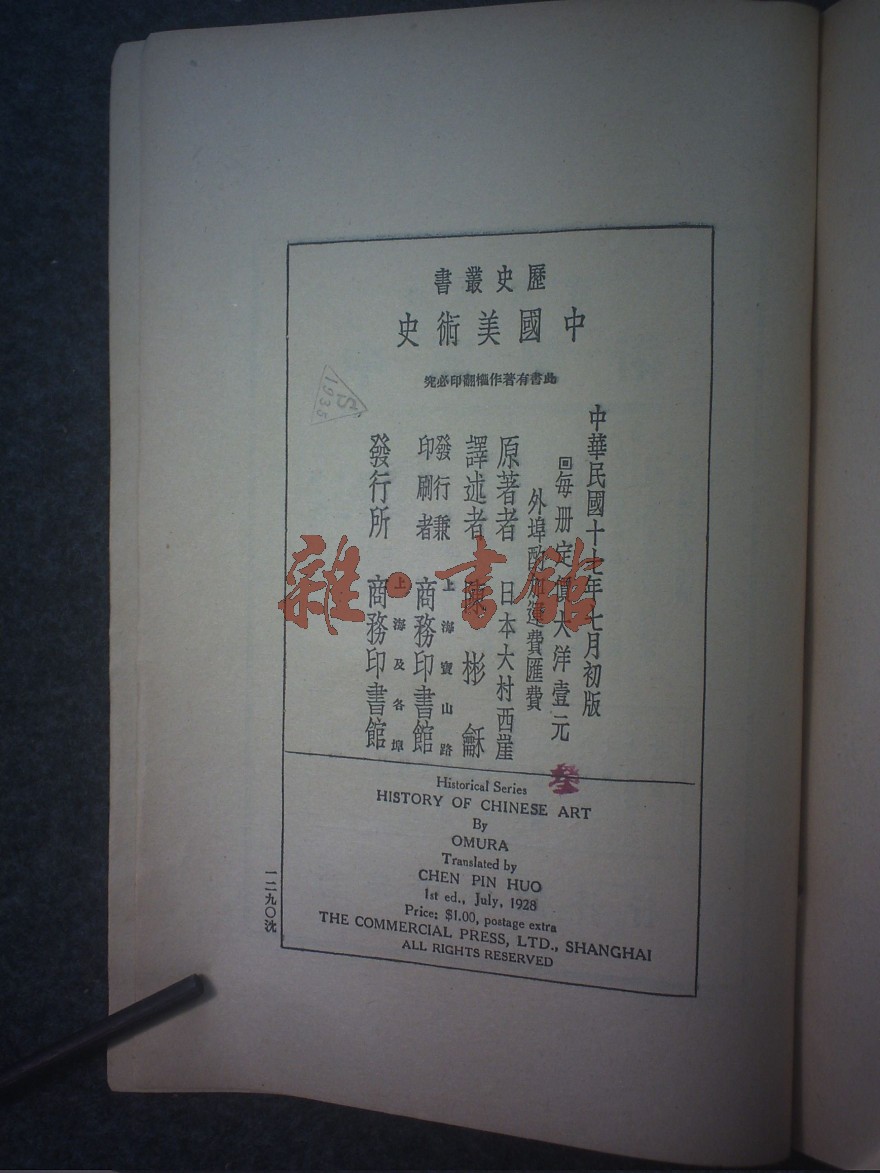 歷史叢書
中國美術史
此書有著作權翻印必究
中華民國十七年七月初版
回每册定價大洋壹元
外埠酌加運費匯費
原著者 日本大村西崖
譯述者 陳彬龢
發行兼印刷者 上海寶山路 商務印書館
發行所 上海及各埠 商務印書館
1935
叁
Historical Series
HISTORY OF CHINESE ART
By
OMURA
Translated by
CHEN PIN HUO
1st ed., July, 1928
Price: $1.00, postage extra
THE COMMERCIAL PRESS, LTD., SHANGHAI
ALL RIGHTS RESERVED
一二九〇沈
雜·書館